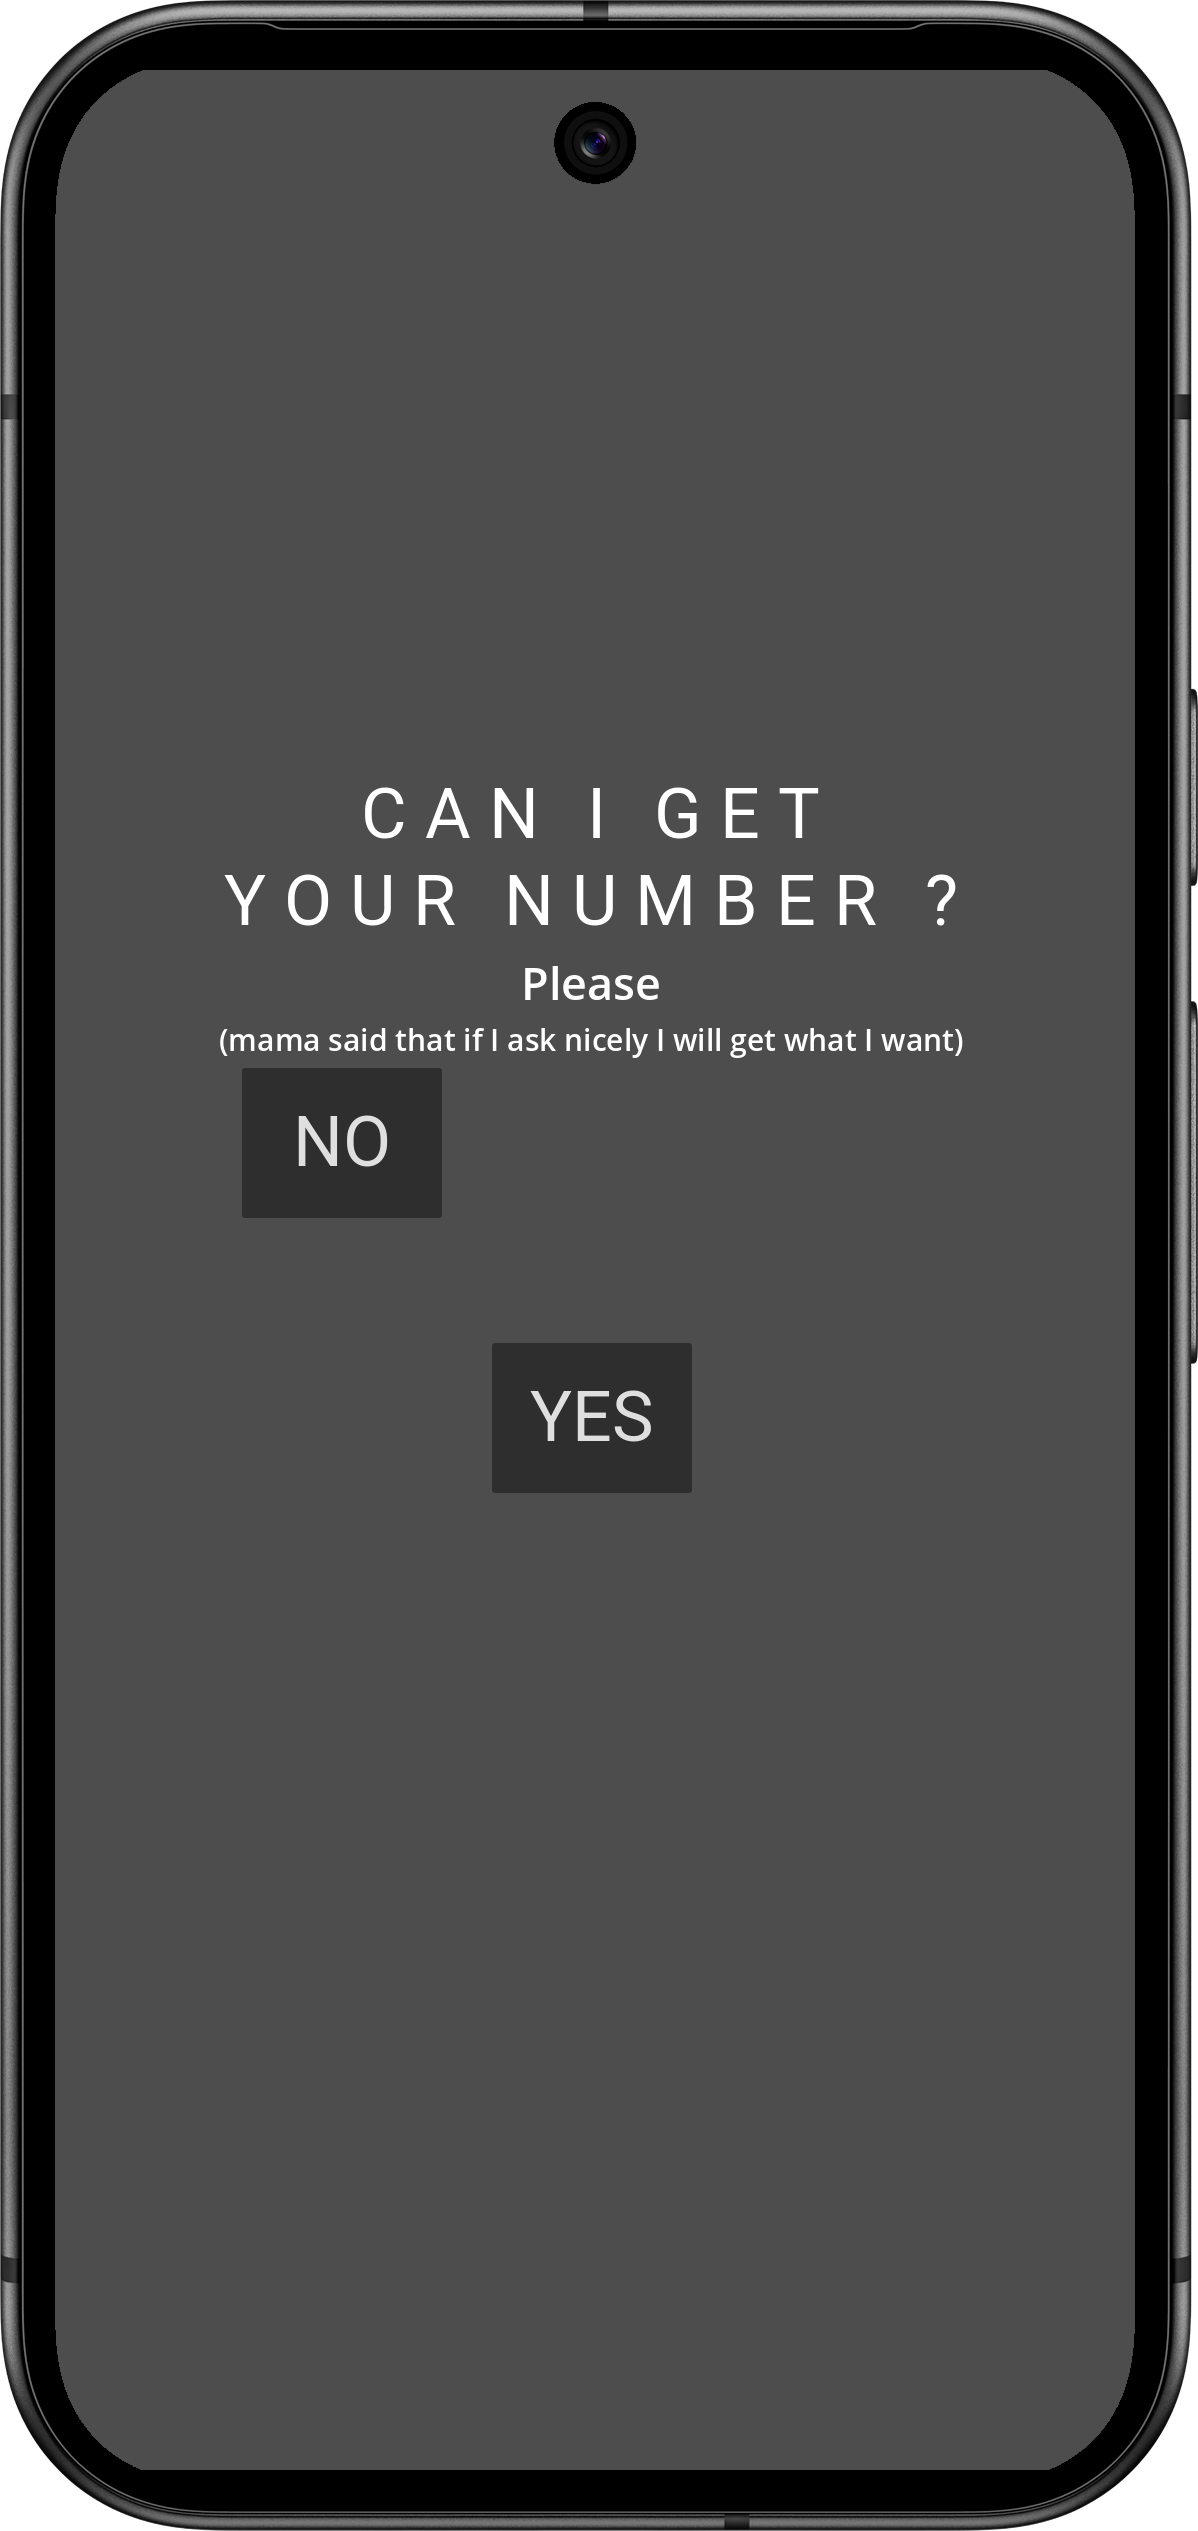 CAN I GET
YOUR NUMBER ?
Please
(mama said that if I ask nicely I will get what I want)
NO
YES